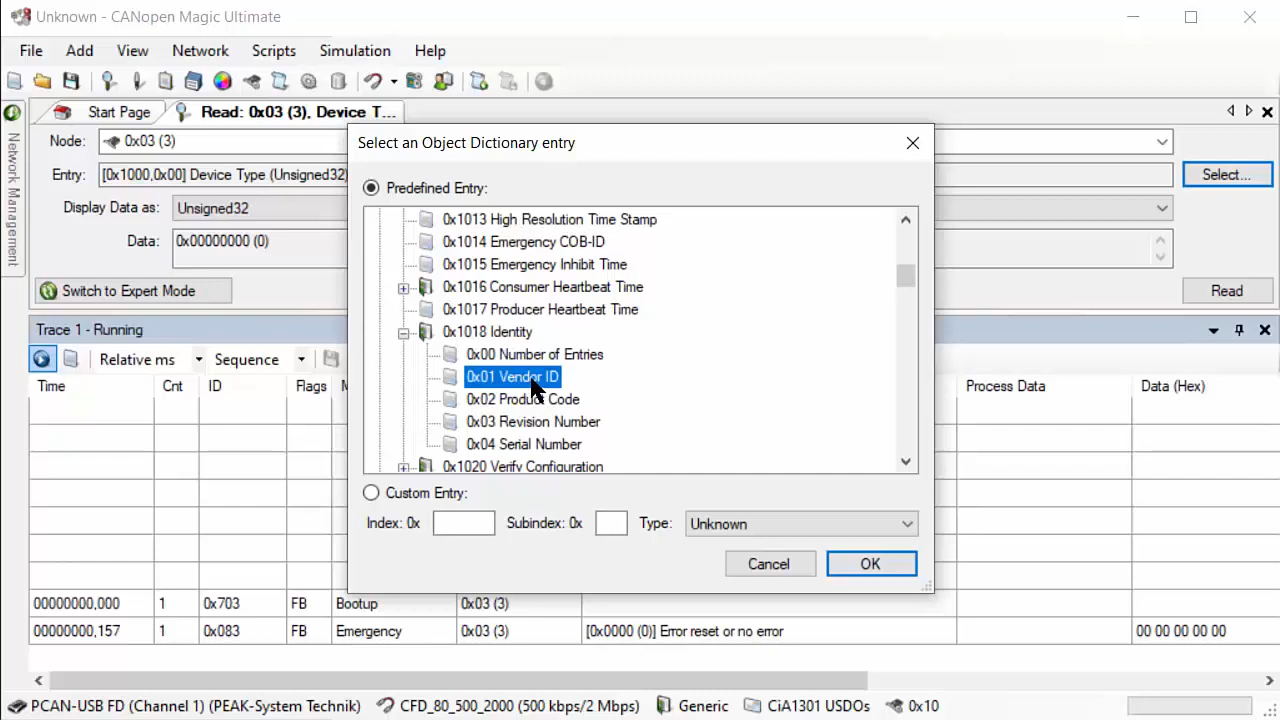 Unknown - CANopen Magic Ultimate
File Add View Network Scripts Simulation Help
Start Page Read: 0x03 (3), Device T...
Network Management
Node: 0x03 (3)
Entry: [0x1000,0x00] Device Type (Unsigned32) Select...
Display Data as: Unsigned32
Data: 0x00000000 (0)
Switch to Expert Mode Read
Select an Object Dictionary entry
Predefined Entry:
0x1013 High Resolution Time Stamp
0x1014 Emergency COB-ID
0x1015 Emergency Inhibit Time
0x1016 Consumer Heartbeat Time
0x1017 Producer Heartbeat Time
0x1018 Identity
0x00 Number of Entries
0x01 Vendor ID
0x02 Product Code
0x03 Revision Number
0x04 Serial Number
0x1020 Verify Configuration
Custom Entry:
Index: 0x Subindex: 0x Type: Unknown
Cancel OK
Trace 1 - Running
Relative ms Sequence
Time Cnt ID Flags Process Data Data (Hex)
00000000,000 1 0x703 FB Bootup 0x03 (3)
00000000,157 1 0x083 FB Emergency 0x03 (3) [0x0000 (0)] Error reset or no error 00 00 00 00 00
PCAN-USB FD (Channel 1) (PEAK-System Technik) CFD_80_500_2000 (500 kbps/2 Mbps) Generic CiA1301 USDOs 0x10